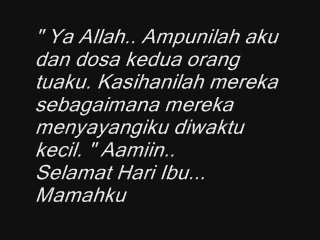 " Ya Allah.. Ampunilah aku
dan dosa kedua orang
tuaku. Kasihanilah mereka
sebagaimana mereka
menyayangiku diwaktu
kecil. " Aamiin..
Selamat Hari Ibu...
Mamahku